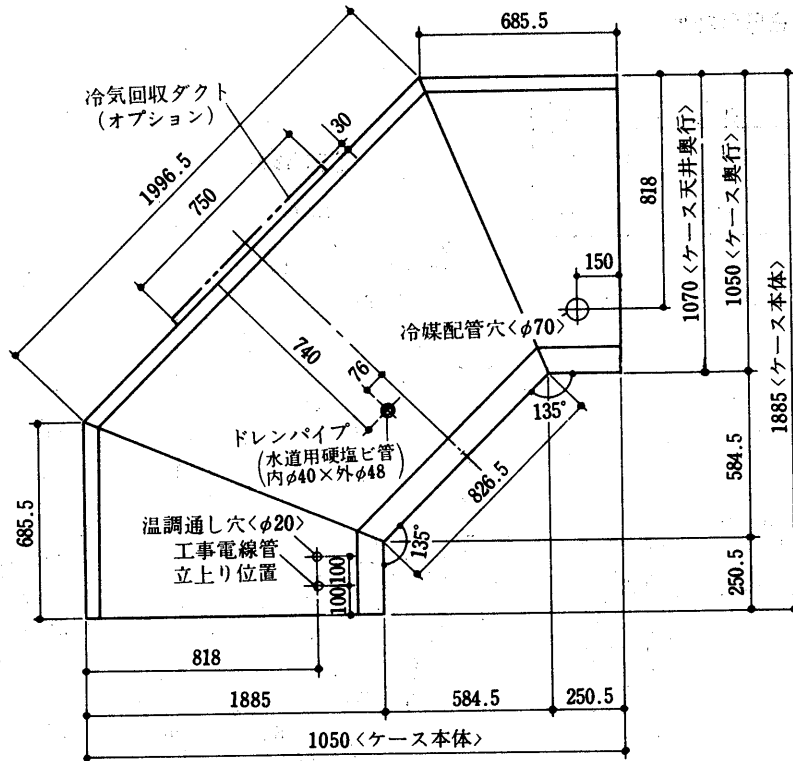 685.5
冷気回収ダクト
(オプション)
30
1996.5
750
818
1070<ケース天井奥行>
1050<ケース奥行>
1885<ケース本体>
150
冷媒配管穴<φ70>
740
76
135°
ドレンパイプ
(水道用硬塩ビ管
内φ40×外φ48)
826.5
584.5
685.5
温調通し穴<φ20>
工事電線管
立上り位置
100
100
135°
250.5
818
1885
584.5
250.5
1050<ケース本体>